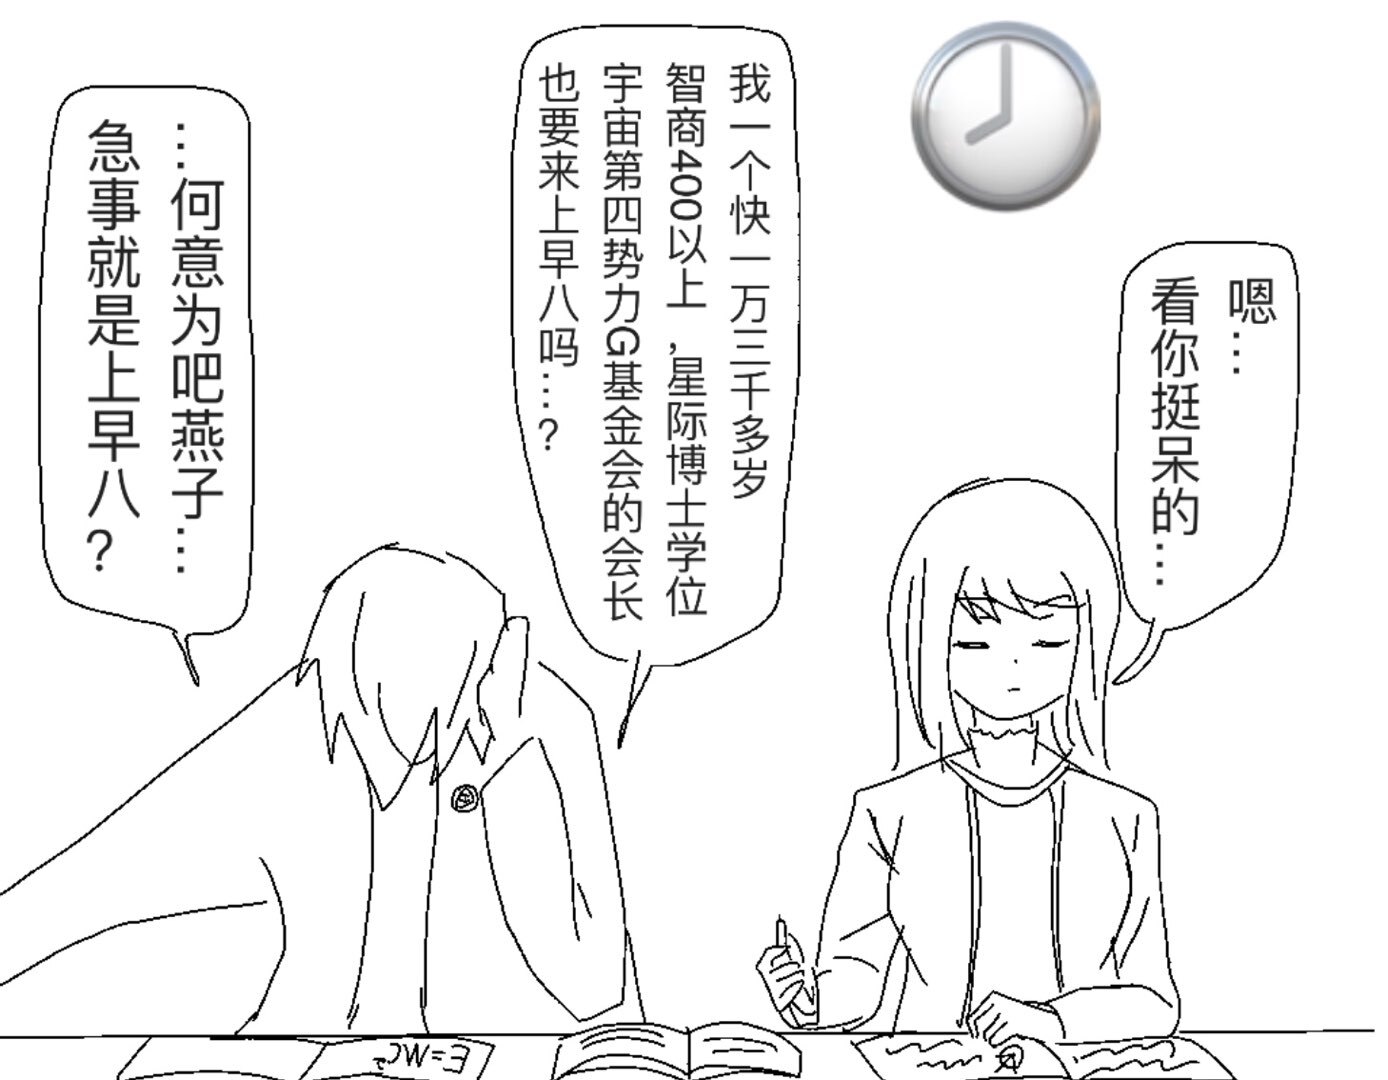 …何意为吧燕子…
急事就是上早八?
我一个快一万三千多岁
智商400以上,星际博士学位
宇宙第四势力G基金会的会长
也要来上早八吗…?
嗯…
看你挺呆的…
E=MC²